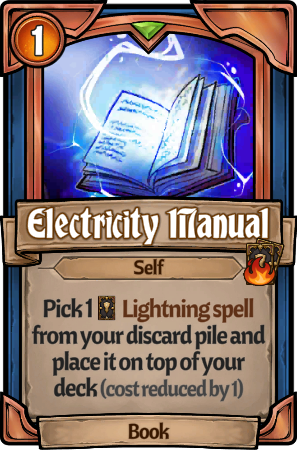 1
Electricity Manual
Self
Pick 1 Lightning spell
from your discard pile and
place it on top of your
deck (cost reduced by 1)
Book